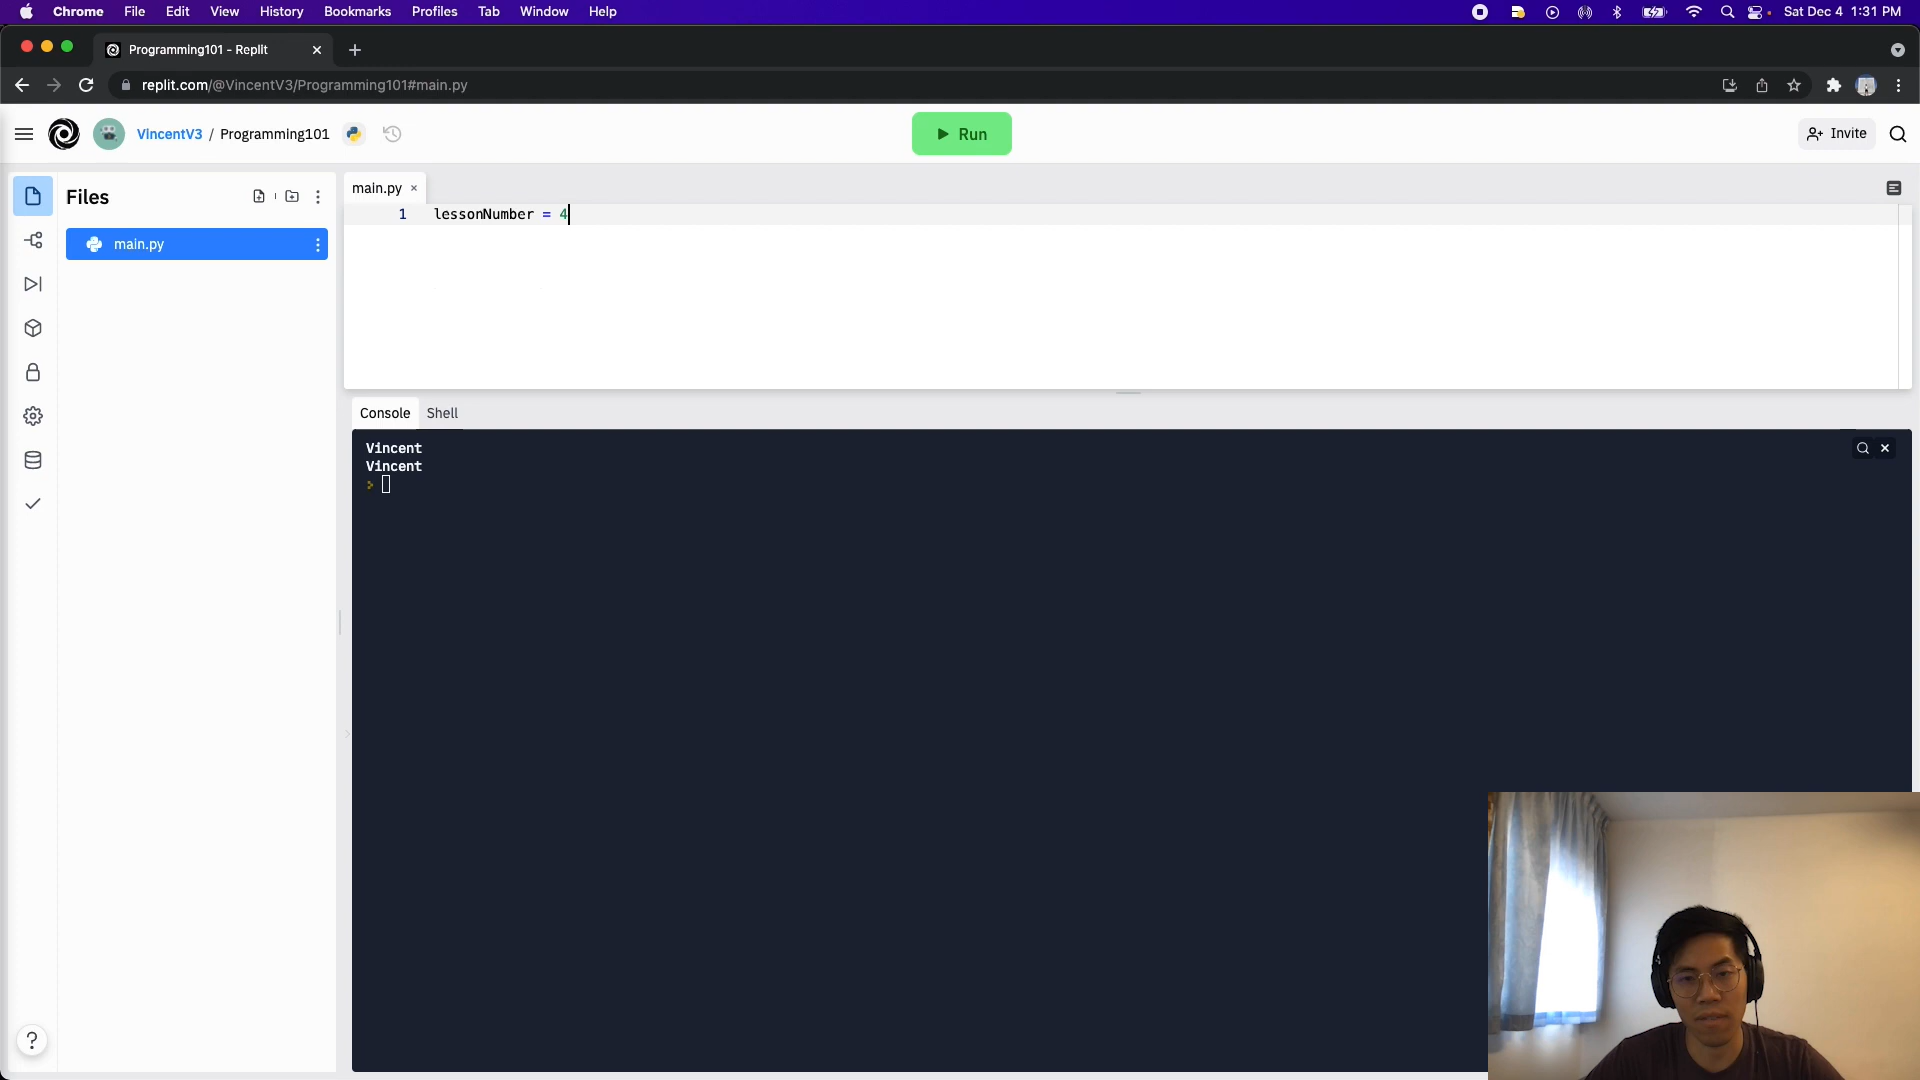 Chrome File Edit View History Bookmarks Profiles Tab Window Help Sat Dec 4 1:31 PM
Programming101 - Replit
replit.com/@VincentV3/Programming101#main.py
VincentV3 / Programming101 Run Invite
Files
main.py
main.py
1 lessonNumber = 4
Console Shell
Vincent
Vincent
?